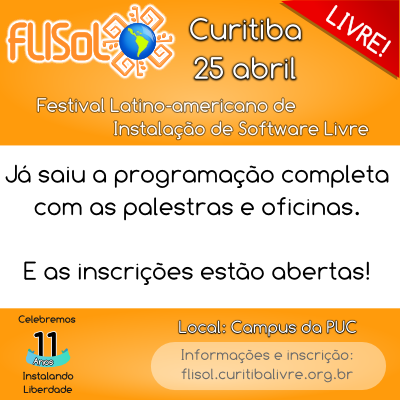 FLISoL
Curitiba
25 abril
LIVRE!
Festival Latino-americano de
Instalação de Software Livre
Já saiu a programação completa
com as palestras e oficinas.
E as inscrições estão abertas!
Celebremos
11
Anos
Instalando
Liberdade
Local: Campus da PUC
Informações e inscrição:
flisol.curitibalivre.org.br